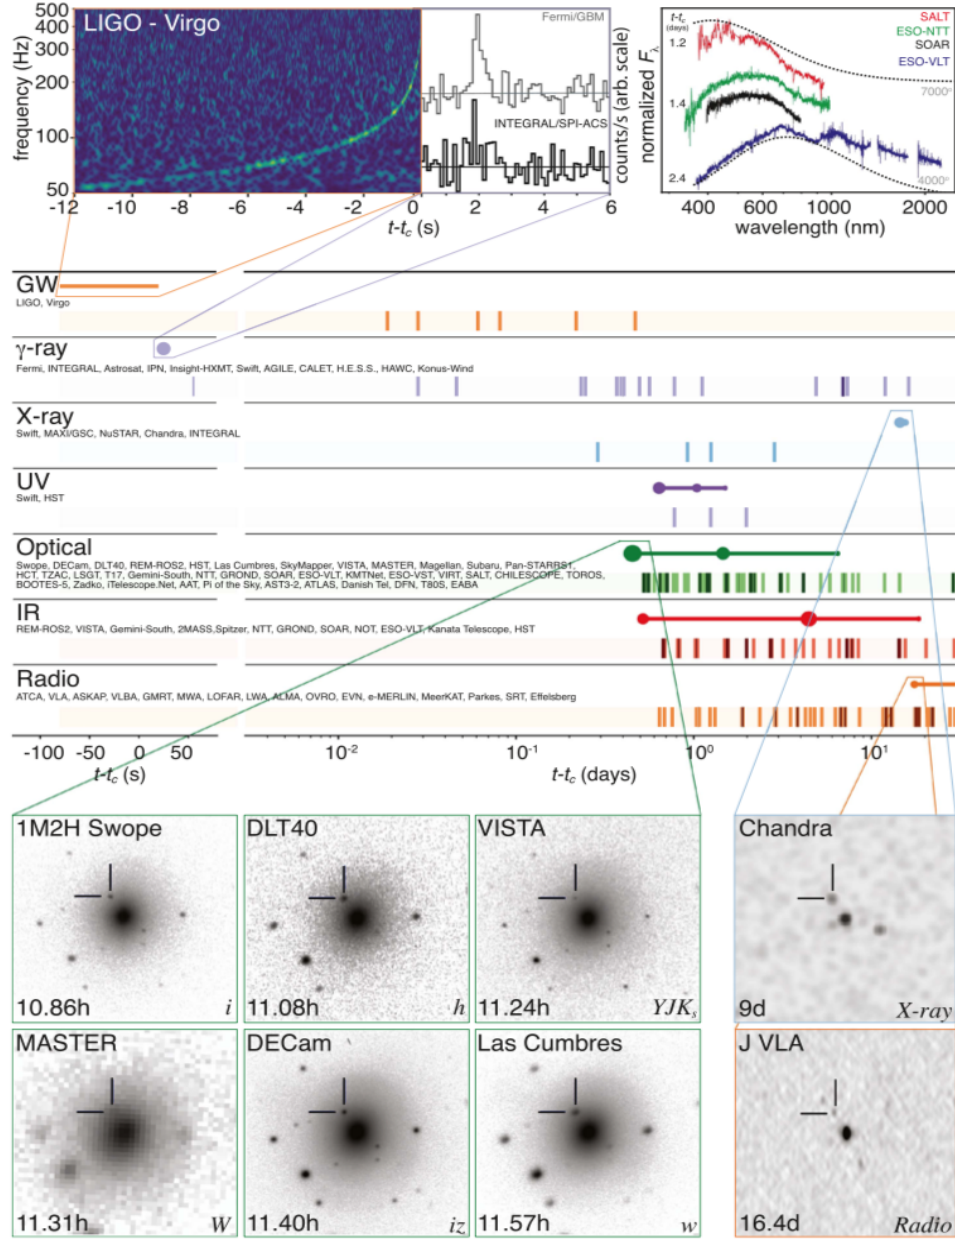 LIGO - Virgo
Fermi/GBM
INTEGRAL/SPI-ACS
frequency (Hz)
500
400
300
200
100
50
-12 -10 -8 -6 -4 -2 0 2 4 6
t-tc (s)
counts/s (arb. scale)
normalized Fλ
t-tc
(days)
1.2
1.4
2.4
SALT
ESO-NTT
SOAR
ESO-VLT
7000°
4000°
400 600 1000 2000
wavelength (nm)
GW
LIGO, Virgo
γ-ray
Fermi, INTEGRAL, Astrosat, IPN, Insight-HXMT, Swift, AGILE, CALET, H.E.S.S., HAWC, Konus-Wind
X-ray
Swift, MAXI/GSC, NuSTAR, Chandra, INTEGRAL
UV
Swift, HST
Optical
Swope, DECam, DLT40, REM-ROS2, HST, Las Cumbres, SkyMapper, VISTA, MASTER, Magellan, Subaru, Pan-STARRS1,
HCT, TZAC, LSGT, T17, Gemini-South, NTT, GROND, SOAR, ESO-VLT, KMTNet, ESO-VST, VIRT, SALT, CHILESCOPE, TOROS,
BOOTES-5, Zadko, iTelescope.Net, AAT, Pi of the Sky, AST3-2, ATLAS, Danish Tel, DFN, T80S, EABA
IR
REM-ROS2, VISTA, Gemini-South, 2MASS,Spitzer, NTT, GROND, SOAR, NOT, ESO-VLT, Kanata Telescope, HST
Radio
ATCA, VLA, ASKAP, VLBA, GMRT, MWA, LOFAR, LWA, ALMA, OVRO, EVN, e-MERLIN, MeerKAT, Parkes, SRT, Effelsberg
-100 -50 0 50 10⁻² 10⁻¹ 10⁰ 10¹
t-tc (s) t-tc (days)
1M2H Swope
10.86h i
DLT40
11.08h h
VISTA
11.24h YJKs
Chandra
9d X-ray
MASTER
11.31h W
DECam
11.40h iz
Las Cumbres
11.57h w
J VLA
16.4d Radio